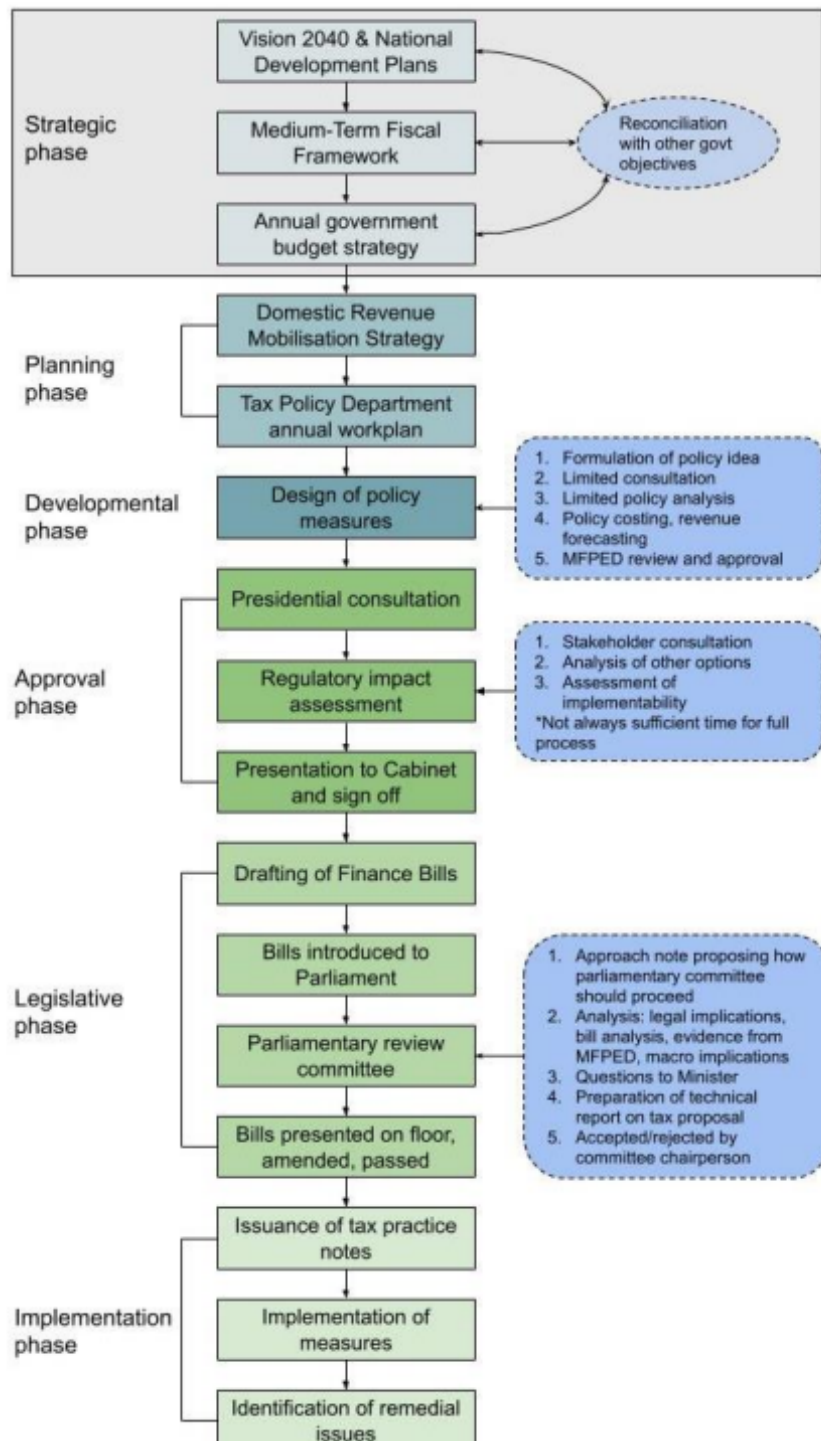 Vision 2040 & National
Development Plans
Strategic
phase
Medium-Term Fiscal
Framework
Reconciliation
with other govt
objectives
Annual government
budget strategy
Planning
phase
Domestic Revenue
Mobilisation Strategy
Tax Policy Department
annual workplan
Developmental
phase
Design of policy
measures
1. Formulation of policy idea
2. Limited consultation
3. Limited policy analysis
4. Policy costing, revenue
forecasting
5. MFPED review and approval
Approval
phase
Presidential consultation
Regulatory impact
assessment
1. Stakeholder consultation
2. Analysis of other options
3. Assessment of
implementability
*Not always sufficient time for full
process
Presentation to Cabinet
and sign off
Legislative
phase
Drafting of Finance Bills
Bills introduced to
Parliament
Parliamentary review
committee
1. Approach note proposing how
parliamentary committee
should proceed
2. Analysis: legal implications,
bill analysis, evidence from
MFPED, macro implications
3. Questions to Minister
4. Preparation of technical
report on tax proposal
5. Accepted/rejected by
committee chairperson
Bills presented on floor,
amended, passed
Implementation
phase
Issuance of tax practice
notes
Implementation of
measures
Identification of remedial
issues